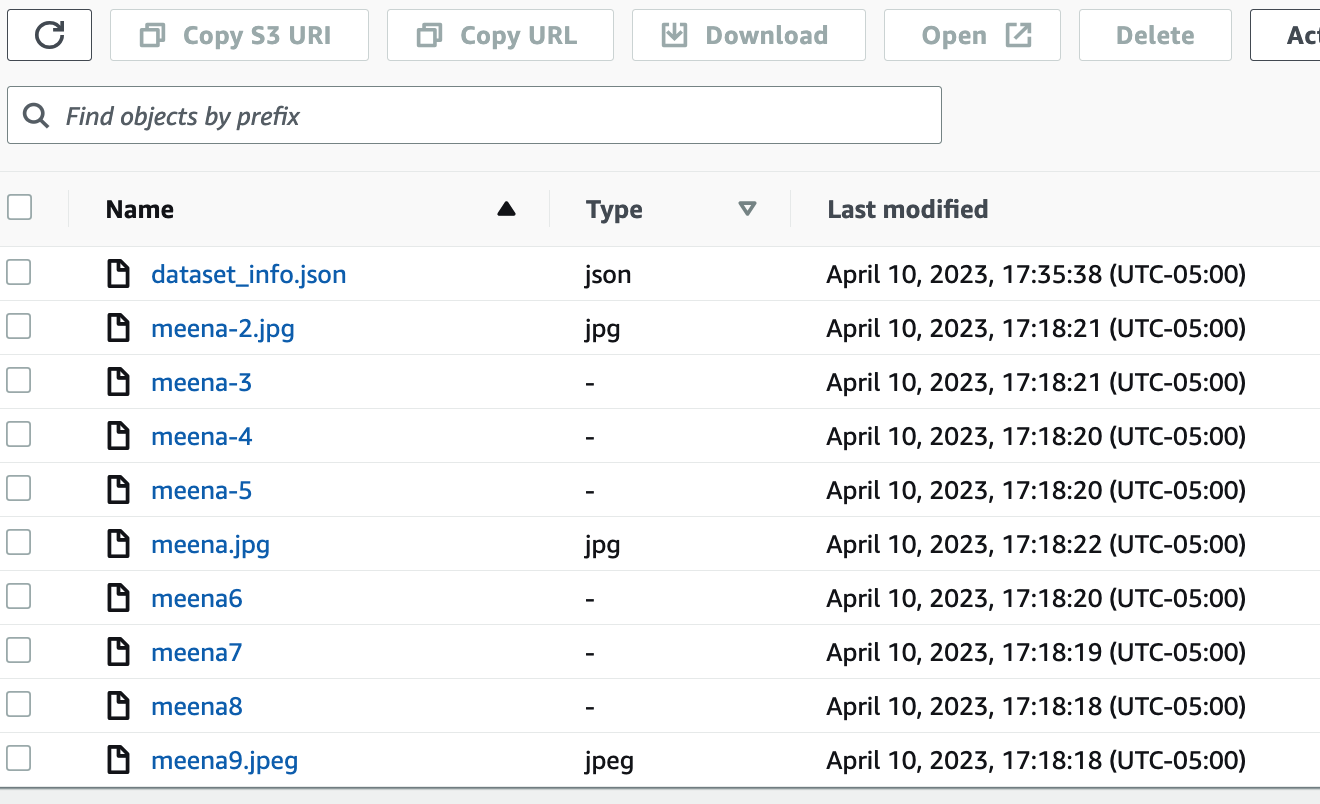 Copy S3 URI Copy URL Download Open Delete Act
Find objects by prefix
Name Type Last modified
dataset_info.json json April 10, 2023, 17:35:38 (UTC-05:00)
meena-2.jpg jpg April 10, 2023, 17:18:21 (UTC-05:00)
meena-3 - April 10, 2023, 17:18:21 (UTC-05:00)
meena-4 - April 10, 2023, 17:18:20 (UTC-05:00)
meena-5 - April 10, 2023, 17:18:20 (UTC-05:00)
meena.jpg jpg April 10, 2023, 17:18:22 (UTC-05:00)
meena6 - April 10, 2023, 17:18:20 (UTC-05:00)
meena7 - April 10, 2023, 17:18:19 (UTC-05:00)
meena8 - April 10, 2023, 17:18:18 (UTC-05:00)
meena9.jpeg jpeg April 10, 2023, 17:18:18 (UTC-05:00)